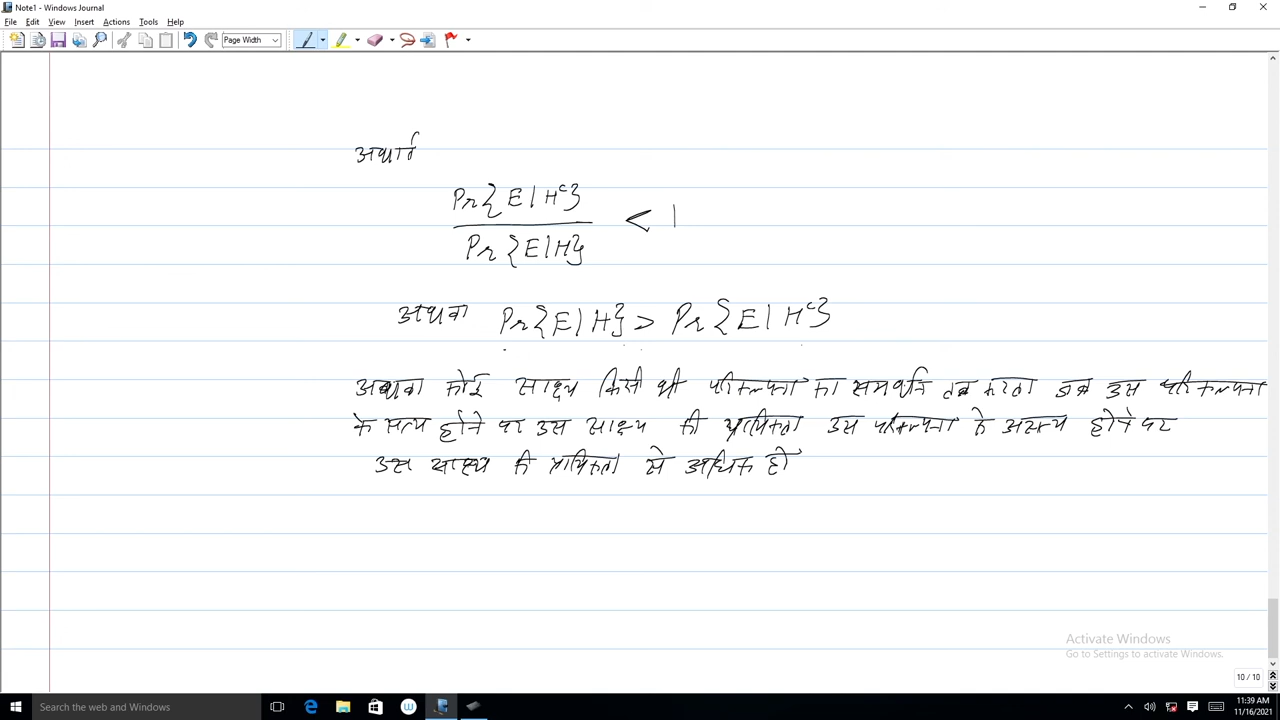 Note1 - Windows Journal
File Edit View Insert Actions Tools Help
Page Width
अर्थात
Pr{E|H^c}
Pr{E|H} < 1
अथवा Pr{E|H} > Pr{E|H^c}
अथवा कोई साक्ष्य किसी भी परिकल्पना का समर्थन तब करता जब उस परिकल्पना
के सत्य होने पर उस साक्ष्य की प्रायिकता उस परिकल्पना के असत्य होने पर
उस साक्ष्य की प्रायिकता से अधिक हो
Activate Windows
Go to Settings to activate Windows.
10 / 10
Search the web and Windows
11:39 AM
11/16/2021